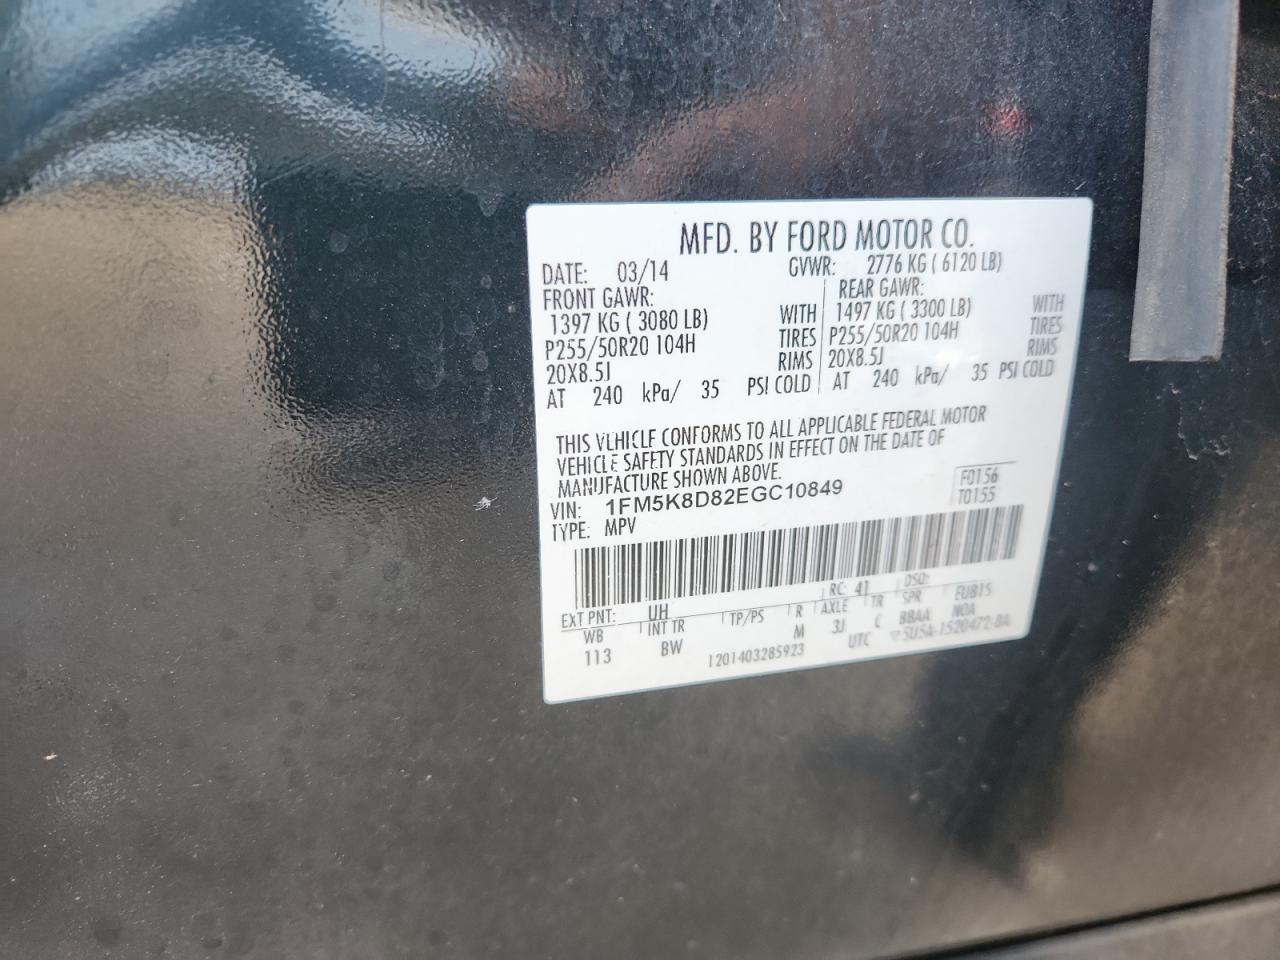 MFD. BY FORD MOTOR CO.
DATE: 03/14 GVWR: 2776 KG ( 6120 LB)
FRONT GAWR: REAR GAWR:
1397 KG ( 3080 LB) WITH 1497 KG ( 3300 LB) WITH
P255/50R20 104H TIRES P255/50R20 104H TIRES
20X8.5J RIMS 20X8.5J RIMS
AT 240 kPa/ 35 PSI COLD AT 240 kPa/ 35 PSI COLD
THIS VEHICLE CONFORMS TO ALL APPLICABLE FEDERAL MOTOR
VEHICLE SAFETY STANDARDS IN EFFECT ON THE DATE OF
MANUFACTURE SHOWN ABOVE.
VIN: 1FM5K8D82EGC10849 F0156
TYPE: MPV T0155
RC: 41 DSO:
EXT PNT: UH EU815
WB INT TR TP/PS R AXLE TR SPR NOA
113 BW M 3J C BBAA
1201403285923 UTC 5U5A-1520472-BA